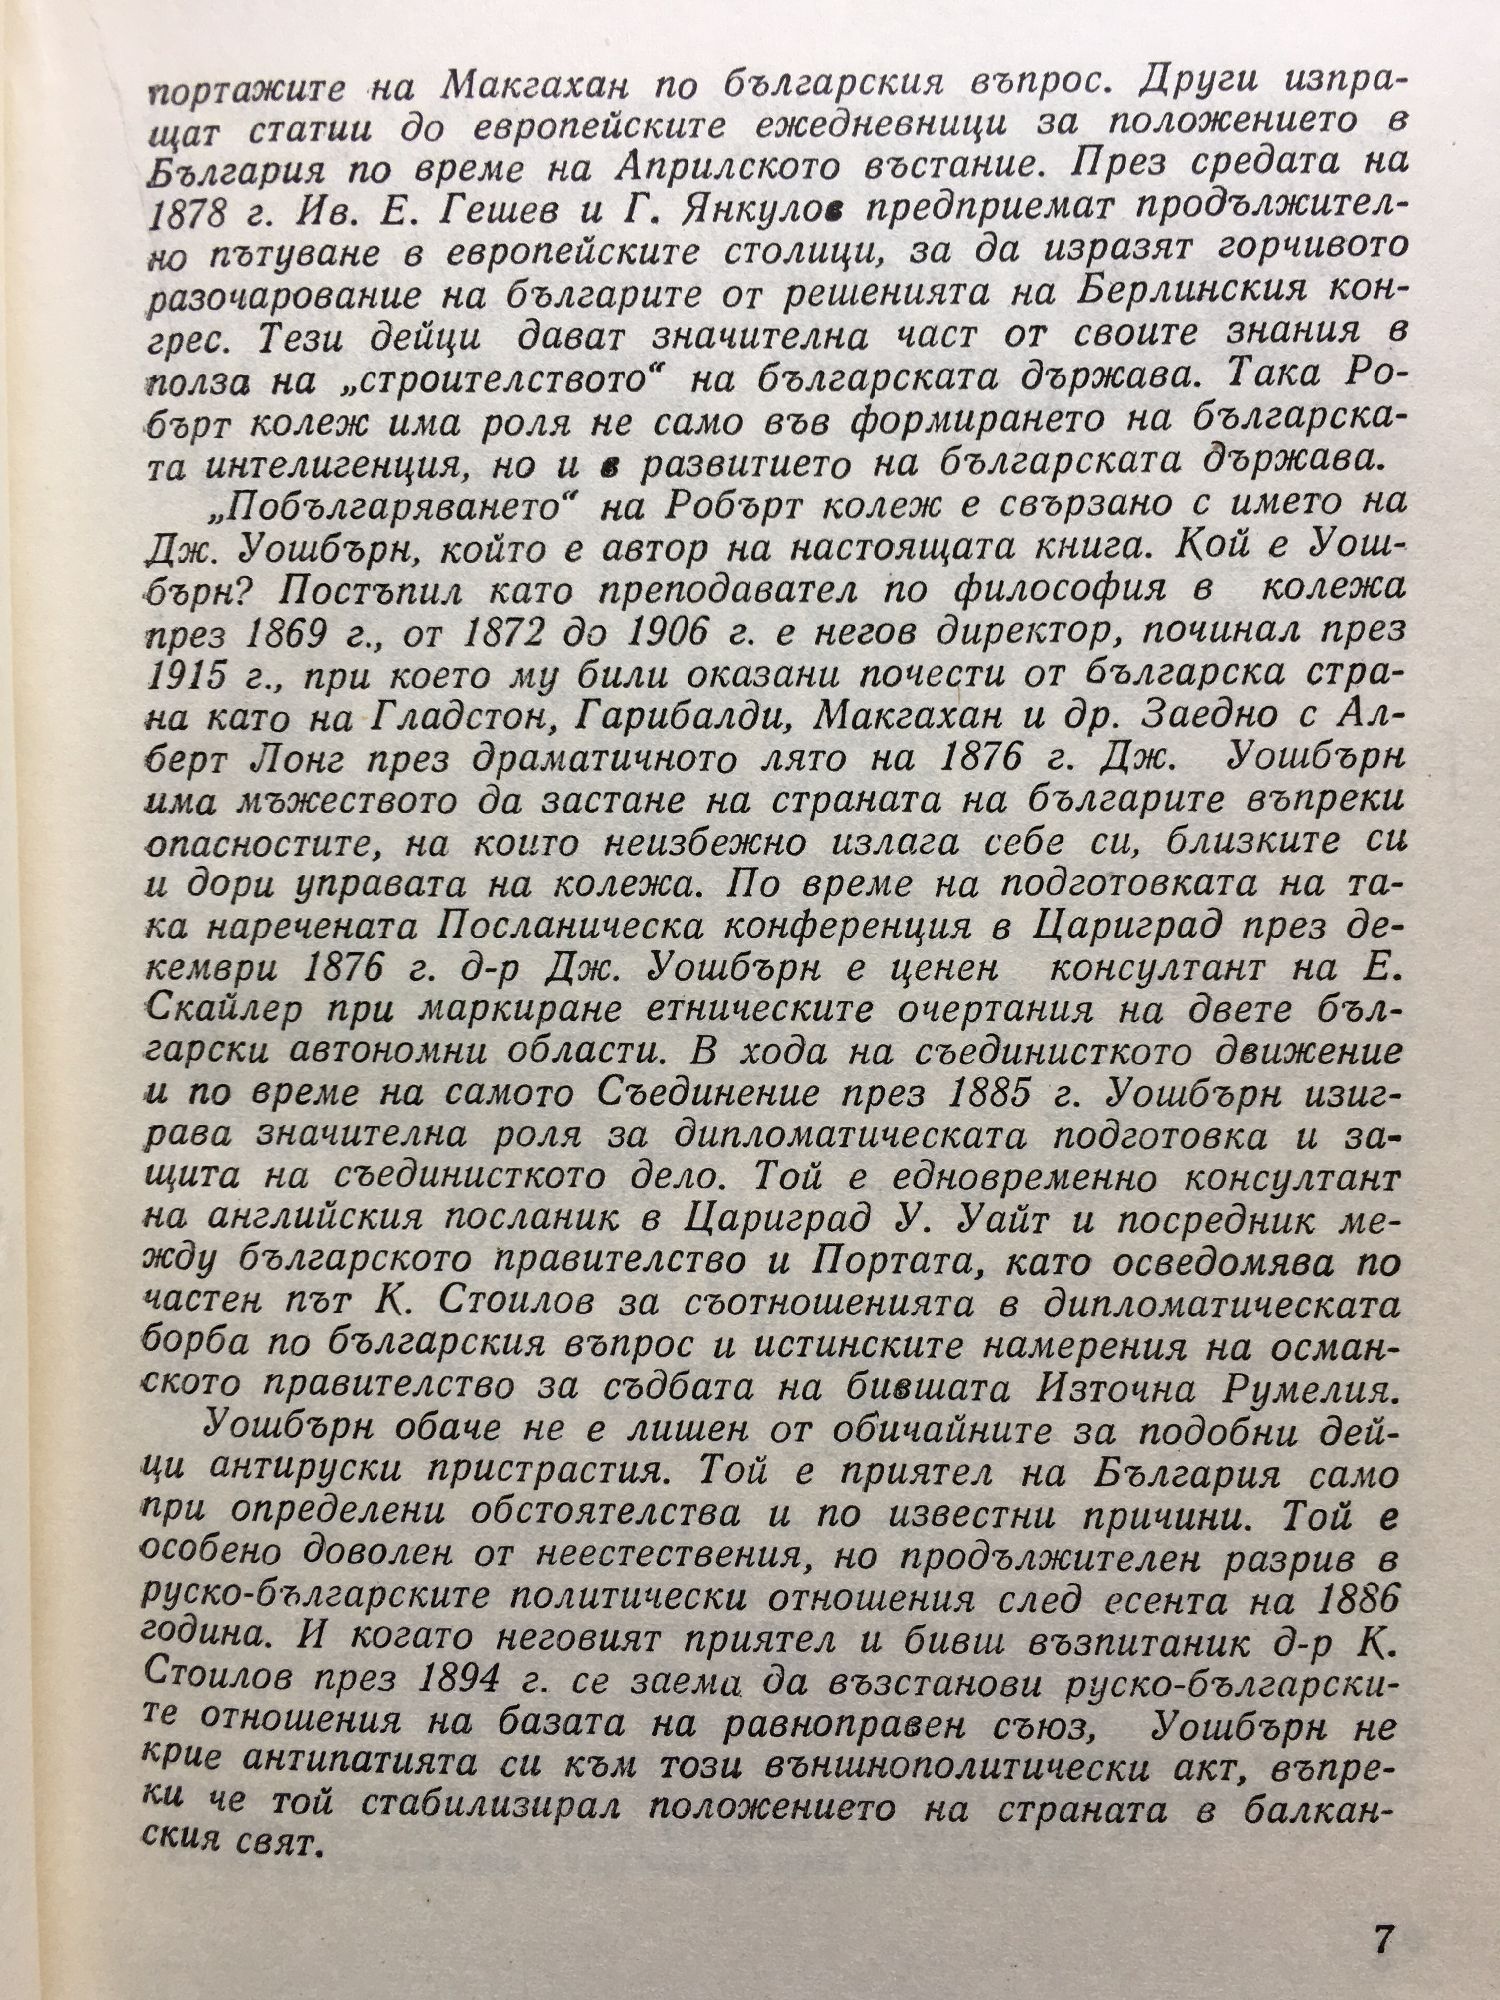 портажите на Макгахан по българския въпрос. Други изпра-
щат статии до европейските ежедневници за положението в
България по време на Априлското въстание. През средата на
1878 г. Ив. Е. Гешев и Г. Янкулов предприемат продължител-
но пътуване в европейските столици, за да изразят горчивото
разочарование на българите от решенията на Берлинския кон-
грес. Тези дейци дават значителна част от своите знания в
полза на „строителството“ на българската държава. Така Ро-
бърт колеж има роля не само във формирането на българска-
та интелигенция, но и в развитието на българската държава.
„Побългаряването“ на Робърт колеж е свързано с името на
Дж. Уошбърн, който е автор на настоящата книга. Кой е Уош-
бърн? Постъпил като преподавател по философия в колежа
през 1869 г., от 1872 до 1906 г. е негов директор, починал през
1915 г., при което му били оказани почести от българска стра-
на като на Гладстон, Гарибалди, Макгахан и др. Заедно с Ал-
берт Лонг през драматичното лято на 1876 г. Дж. Уошбърн
има мъжеството да застане на страната на българите въпреки
опасностите, на които неизбежно излага себе си, близките си
и дори управата на колежа. По време на подготовката на та-
ка наречената Посланическа конференция в Цариград през де-
кември 1876 г. д-р Дж. Уошбърн е ценен консултант на Е.
Скайлер при маркиране етническите очертания на двете бъл-
гарски автономни области. В хода на съединисткото движение
и по време на самото Съединение през 1885 г. Уошбърн изиг-
рава значителна роля за дипломатическата подготовка и за-
щита на съединисткото дело. Той е едновременно консултант
на английския посланик в Цариград У. Уайт и посредник ме-
жду българското правителство и Портата, като осведомява по
частен път К. Стоилов за съотношенията в дипломатическата
борба по българския въпрос и истинските намерения на осман-
ското правителство за съдбата на бившата Източна Румелия.
Уошбърн обаче не е лишен от обичайните за подобни дей-
ци антируски пристрастия. Той е приятел на България само
при определени обстоятелства и по известни причини. Той е
особено доволен от неестествения, но продължителен разрив в
руско-българските политически отношения след есента на 1886
година. И когато неговият приятел и бивш възпитаник д-р К.
Стоилов през 1894 г. се заема да възстанови руско-български-
те отношения на базата на равноправен съюз, Уошбърн не
крие антипатията си към този външнополитически акт, въпре-
ки че той стабилизирал положението на страната в балкан-
ския свят.
7